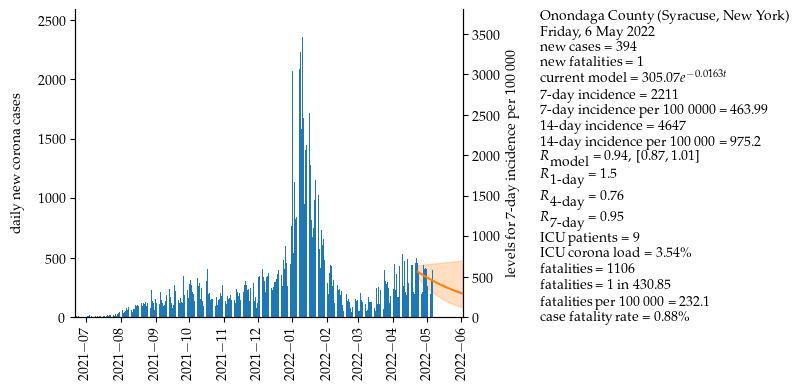 daily new corona cases
2500
2000
1500
1000
500
0
3500
3000
2500
2000
1500
1000
500
0
levels for 7-day incidence per 100 000
2021−07
2021−08
2021−09
2021−10
2021−11
2021−12
2022−01
2022−02
2022−03
2022−04
2022−05
2022−06
Onondaga County (Syracuse, New York)
Friday, 6 May 2022
new cases = 394
new fatalities = 1
current model = 305.07e^{−0.0163t}
7-day incidence = 2211
7-day incidence per 100 0000 = 463.99
14-day incidence = 4647
14-day incidence per 100 000 = 975.2
R_model = 0.94, [0.87, 1.01]
R_1-day = 1.5
R_4-day = 0.76
R_7-day = 0.95
ICU patients = 9
ICU corona load = 3.54%
fatalities = 1106
fatalities = 1 in 430.85
fatalities per 100 000 = 232.1
case fatality rate = 0.88%